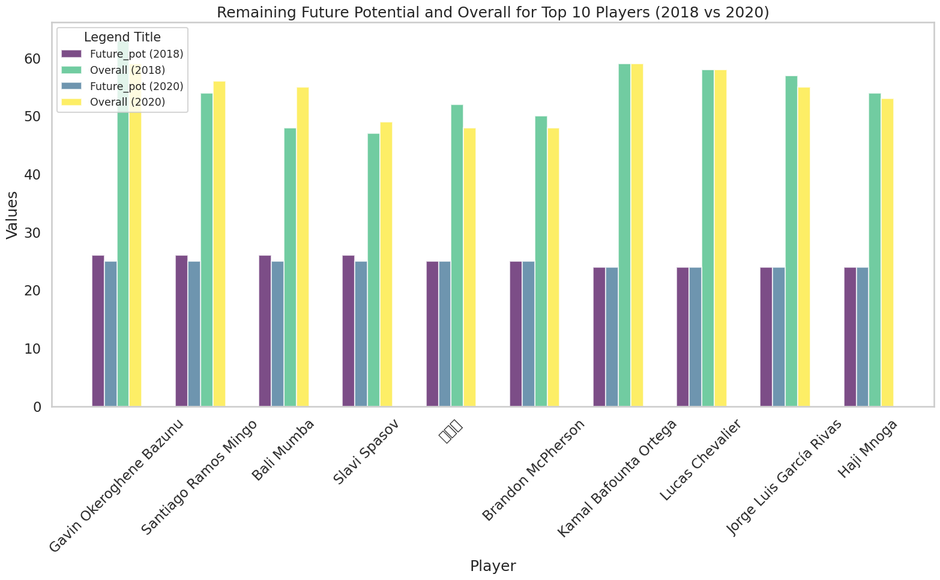 Remaining Future Potential and Overall for Top 10 Players (2018 vs 2020)
Legend Title
Future_pot (2018)
Overall (2018)
Future_pot (2020)
Overall (2020)
Values
60
50
40
30
20
10
0
Gavin Okeroghene Bazunu
Santiago Ramos Mingo
Bali Mumba
Slavi Spasov
Brandon McPherson
Kamal Bafounta Ortega
Lucas Chevalier
Jorge Luis García Rivas
Haji Mnoga
Player